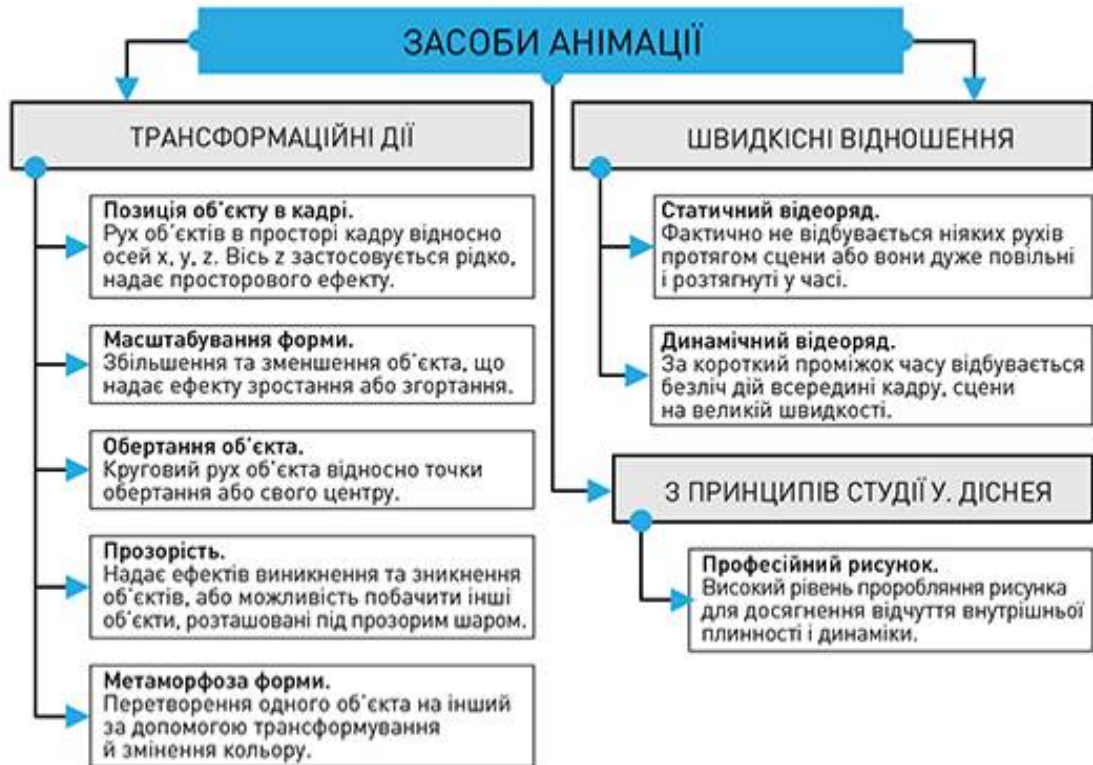 ЗАСОБИ АНІМАЦІЇ
ТРАНСФОРМАЦІЙНІ ДІЇ
Позиція об'єкту в кадрі.
Рух об'єктів в просторі кадру відносно
осей x, y, z. Вісь z застосовується рідко,
надає просторового ефекту.
Масштабування форми.
Збільшення та зменшення об'єкта, що
надає ефекту зростання або згортання.
Обертання об'єкта.
Круговий рух об'єкта відносно точки
обертання або свого центру.
Прозорість.
Надає ефектів виникнення та зникнення
об'єктів, або можливість побачити інші
об'єкти, розташовані під прозорим шаром.
Метаморфоза форми.
Перетворення одного об'єкта на інший
за допомогою трансформування
й змінення кольору.
ШВИДКІСНІ ВІДНОШЕННЯ
Статичний відеоряд.
Фактично не відбувається ніяких рухів
протягом сцени або вони дуже повільні
і розтягнуті у часі.
Динамічний відеоряд.
За короткий проміжок часу відбувається
безліч дій всередині кадру, сцени
на великій швидкості.
З ПРИНЦИПІВ СТУДІЇ У. ДІСНЕЯ
Професійний рисунок.
Високий рівень проробляння рисунка
для досягнення відчуття внутрішньої
плинності і динаміки.